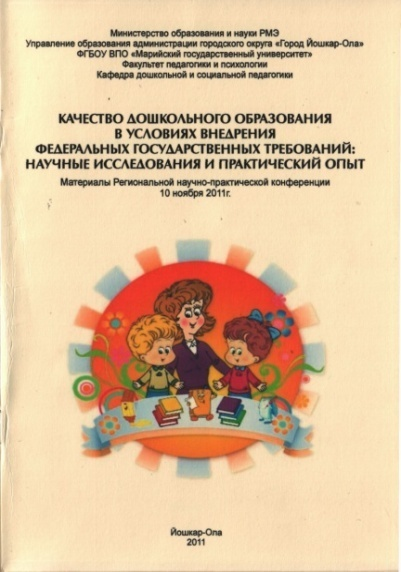 Министерство образования и науки РМЭ
Управление образования администрации городского округа «Город Йошкар-Ола»
ФГБОУ ВПО «Марийский государственный университет»
Факультет педагогики и психологии
Кафедра дошкольной и социальной педагогики
КАЧЕСТВО ДОШКОЛЬНОГО ОБРАЗОВАНИЯ
В УСЛОВИЯХ ВНЕДРЕНИЯ
ФЕДЕРАЛЬНЫХ ГОСУДАРСТВЕННЫХ ТРЕБОВАНИЙ:
НАУЧНЫЕ ИССЛЕДОВАНИЯ И ПРАКТИЧЕСКИЙ ОПЫТ
Материалы Региональной научно-практической конференции
10 ноября 2011г.
Йошкар-Ола
2011